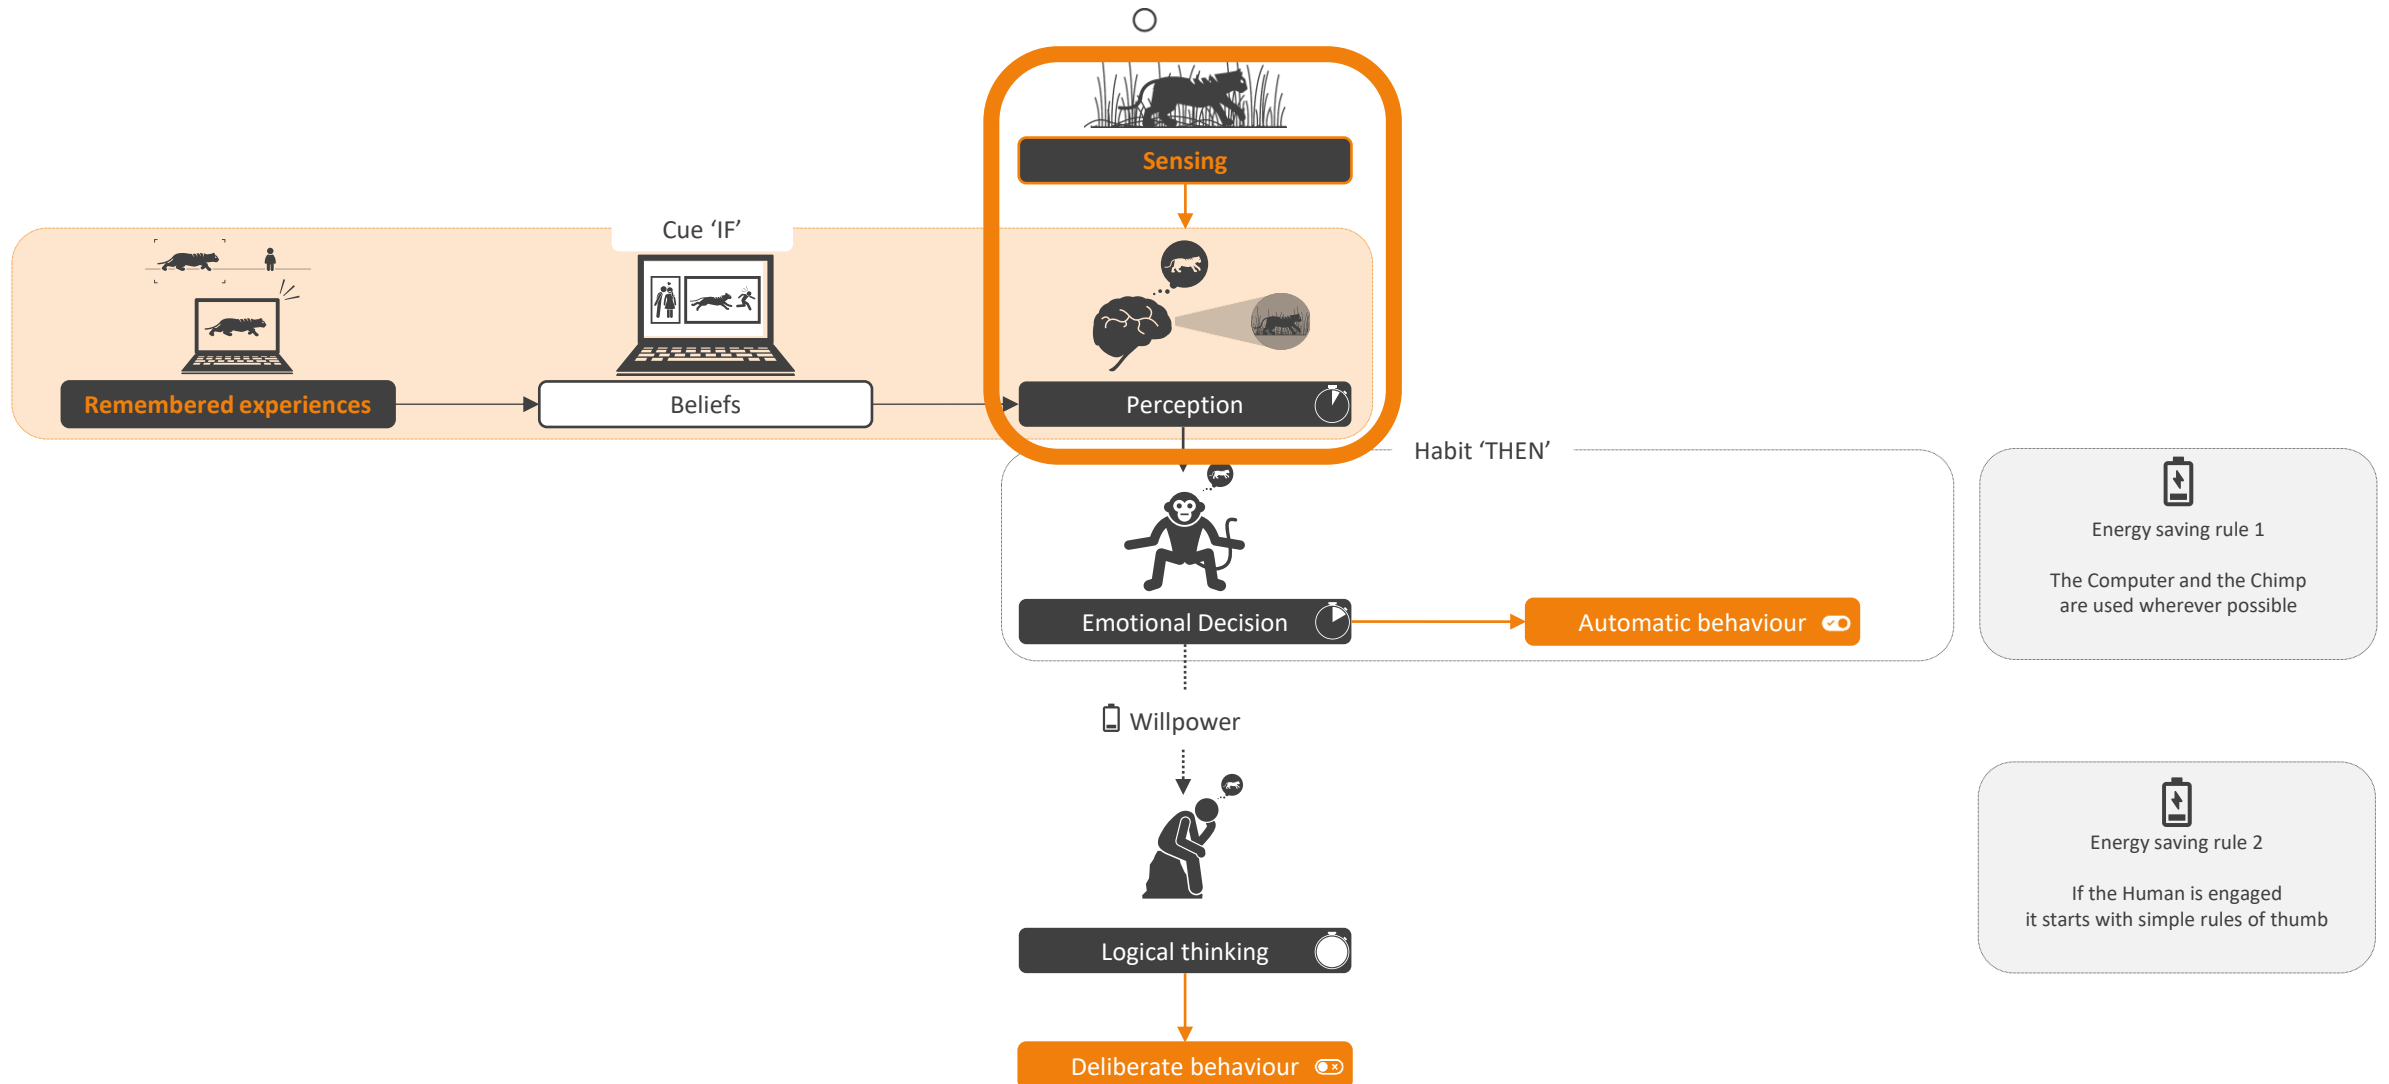 Sensing
Cue ‘IF’
Remembered experiences
Beliefs
Perception
Habit ‘THEN’
Energy saving rule 1
The Computer and the Chimp
are used wherever possible
Emotional Decision
Automatic behaviour
Willpower
Energy saving rule 2
If the Human is engaged
it starts with simple rules of thumb
Logical thinking
Deliberate behaviour